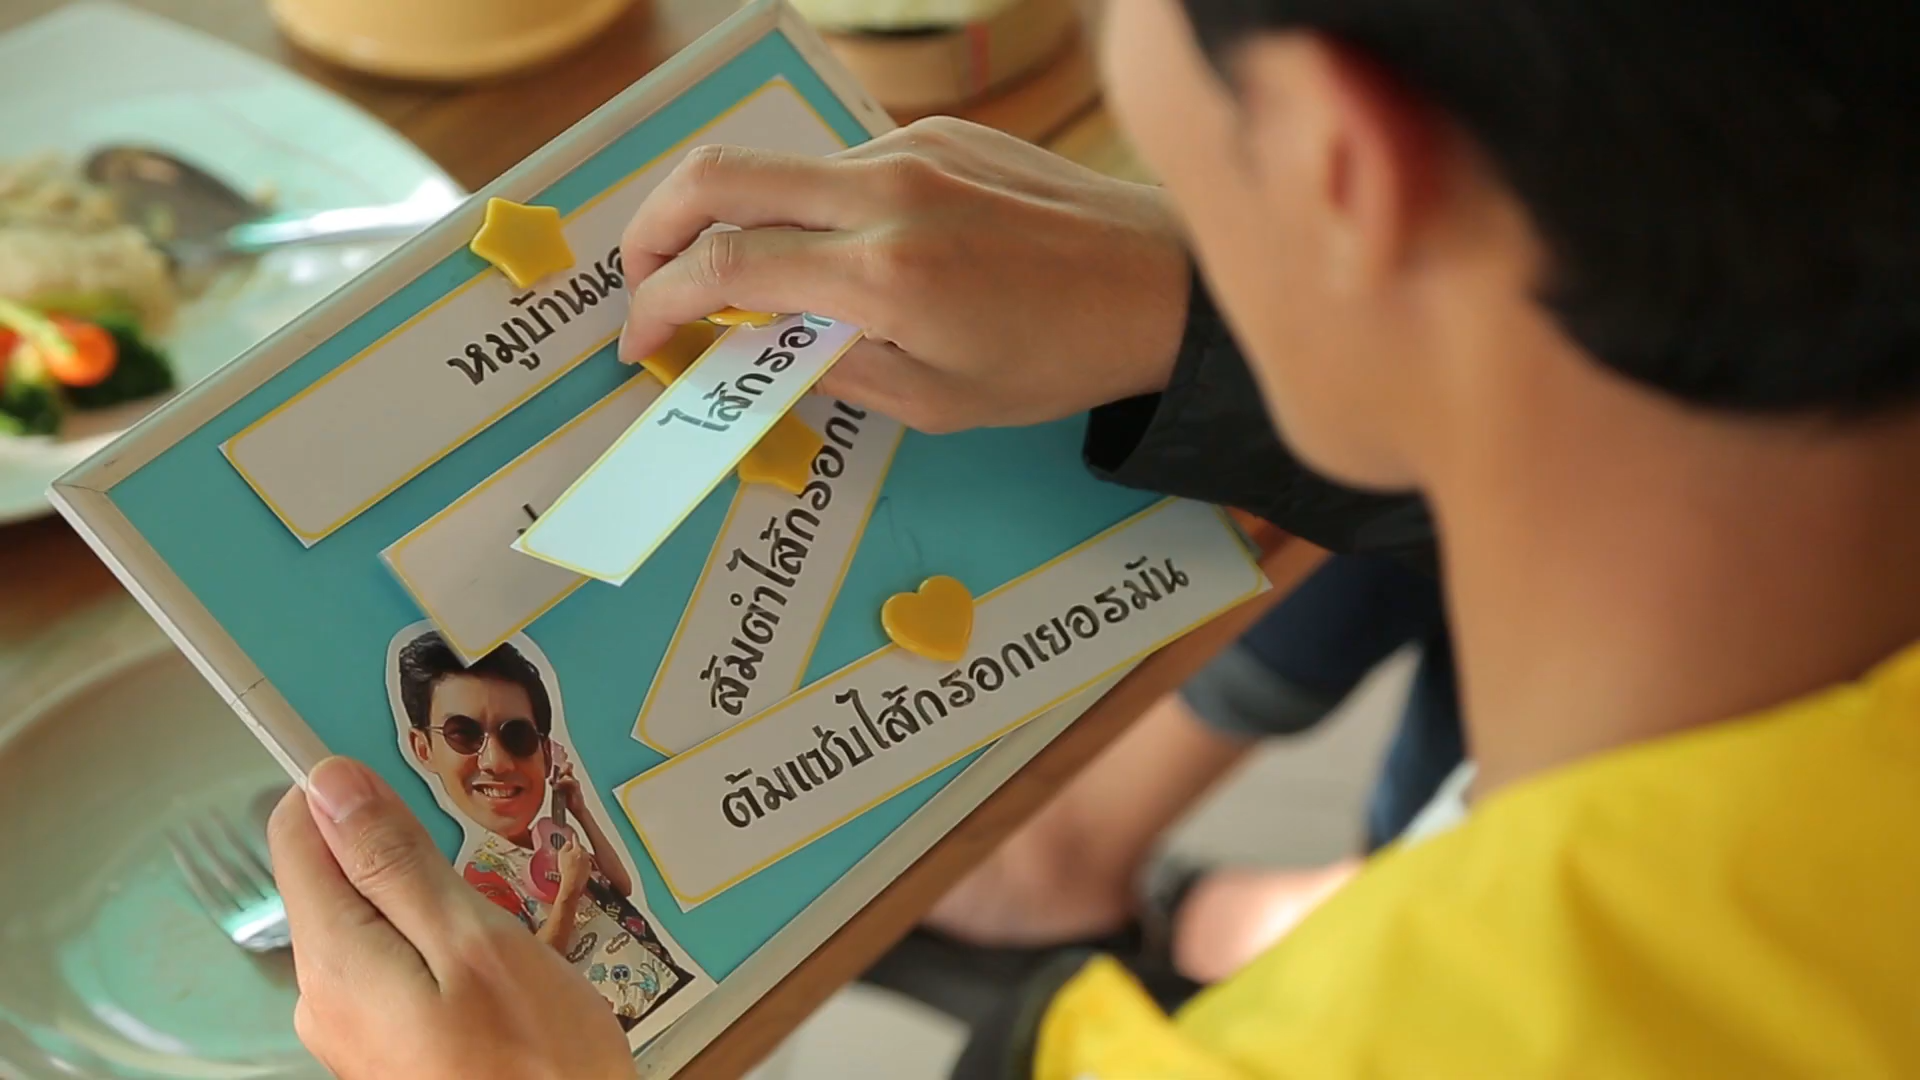 หมูบ้านน
ไส้กรอก
ส้มตำไส้กรอกเ
ต้มแซ่บไส้กรอกเยอรมัน